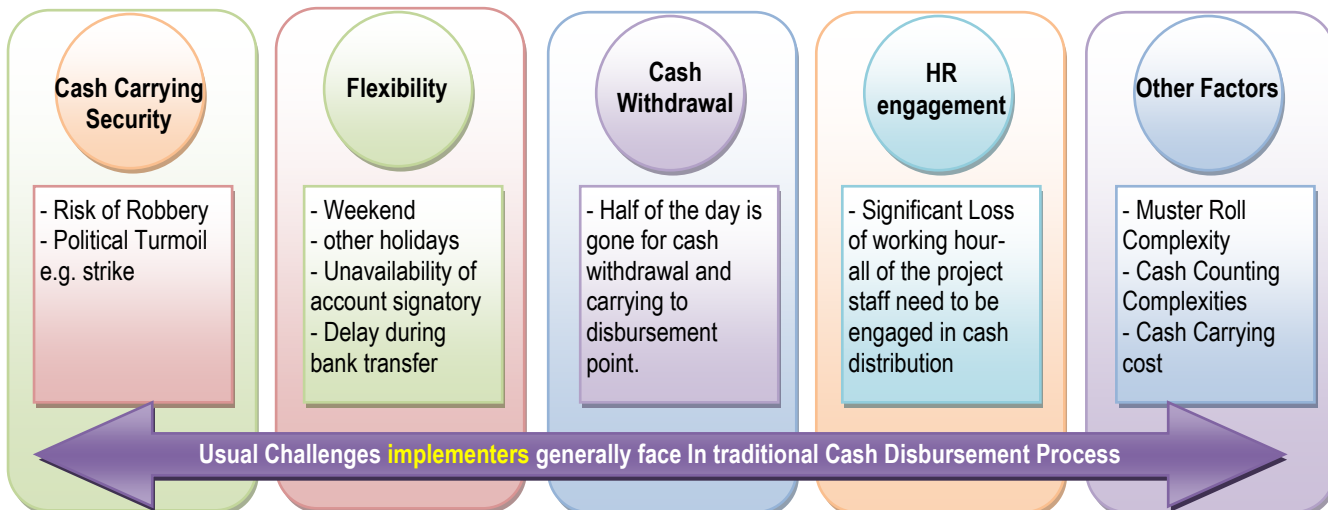 Cash Carrying
Security
- Risk of Robbery
- Political Turmoil
e.g. strike
Flexibility
- Weekend
- other holidays
- Unavailability of
account signatory
- Delay during
bank transfer
Cash
Withdrawal
- Half of the day is
gone for cash
withdrawal and
carrying to
disbursement
point.
HR
engagement
- Significant Loss
of working hour-
all of the project
staff need to be
engaged in cash
distribution
Other Factors
- Muster Roll
Complexity
- Cash Counting
Complexities
- Cash Carrying
cost
Usual Challenges implementers generally face In traditional Cash Disbursement Process